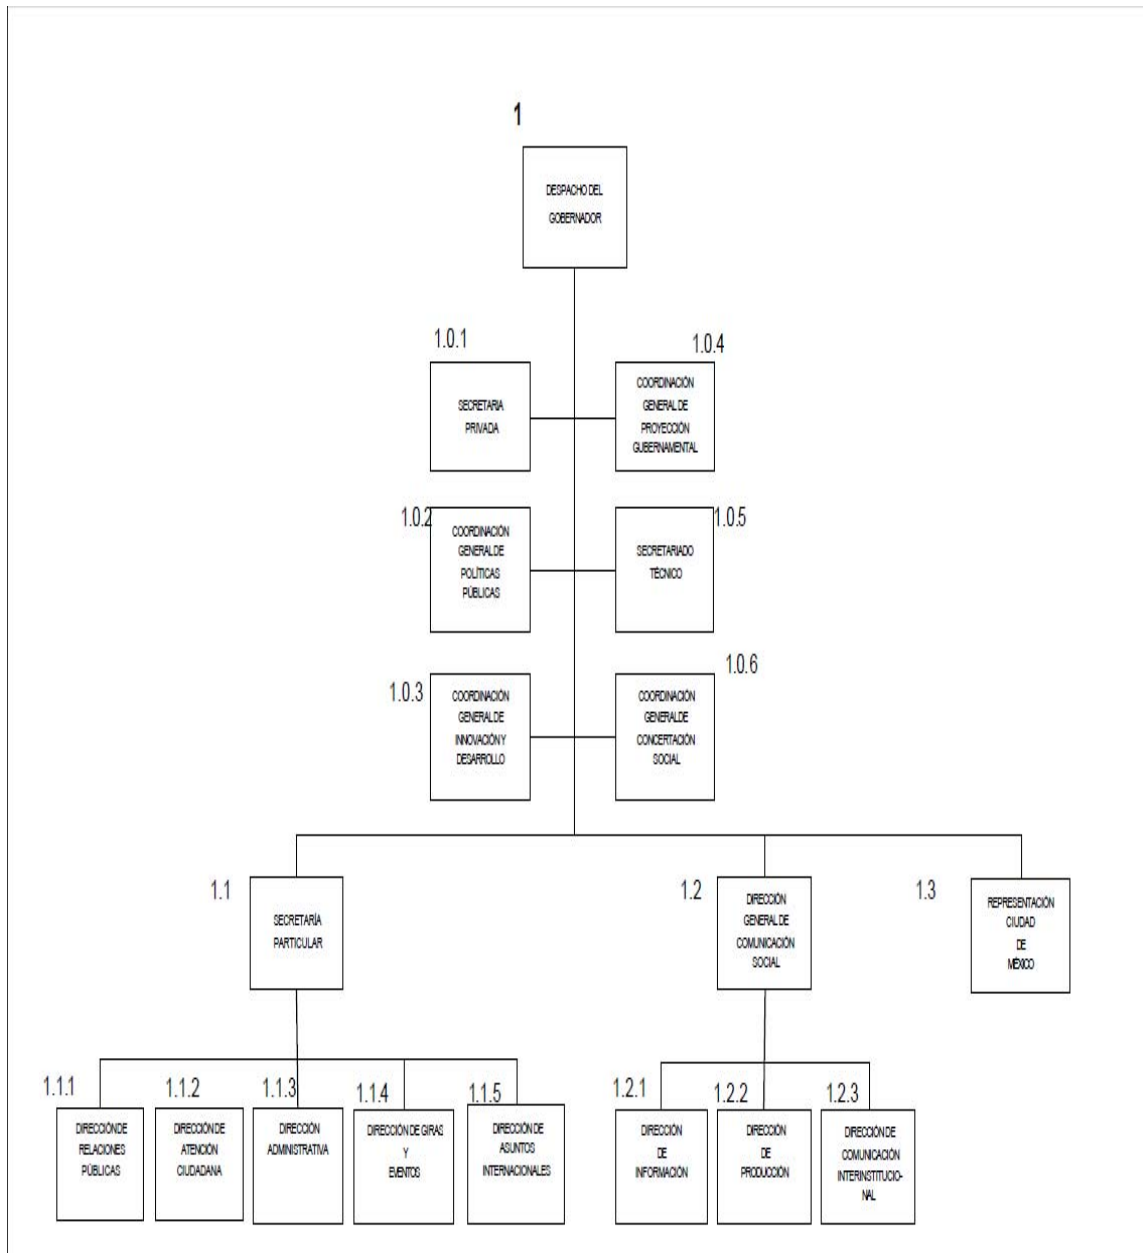 1
DESPACHO DEL
GOBERNADOR
1.0.1
SECRETARIA
PRIVADA
1.0.4
COORDINACIÓN
GENERAL DE
PROYECCIÓN
GUBERNAMENTAL
1.0.2
COORDINACIÓN
GENERAL DE
POLÍTICAS
PÚBLICAS
1.0.5
SECRETARIADO
TÉCNICO
1.0.3
COORDINACIÓN
GENERAL DE
INNOVACIÓN Y
DESARROLLO
1.0.6
COORDINACIÓN
GENERAL DE
CONCERTACIÓN
SOCIAL
1.1
SECRETARÍA
PARTICULAR
1.2
DIRECCIÓN
GENERAL DE
COMUNICACIÓN
SOCIAL
1.3
REPRESENTACIÓN
CIUDAD
DE
MÉXICO
1.1.1
DIRECCIÓN DE
RELACIONES
PÚBLICAS
1.1.2
DIRECCIÓN DE
ATENCIÓN
CIUDADANA
1.1.3
DIRECCIÓN
ADMINISTRATIVA
1.1.4
DIRECCIÓN DE GIRAS
Y
EVENTOS
1.1.5
DIRECCIÓN DE
ASUNTOS
INTERNACIONALES
1.2.1
DIRECCIÓN
DE
INFORMACIÓN
1.2.2
DIRECCIÓN
DE
PRODUCCIÓN
1.2.3
DIRECCIÓN DE
COMUNICACIÓN
INTERINSTITUCIO-
NAL